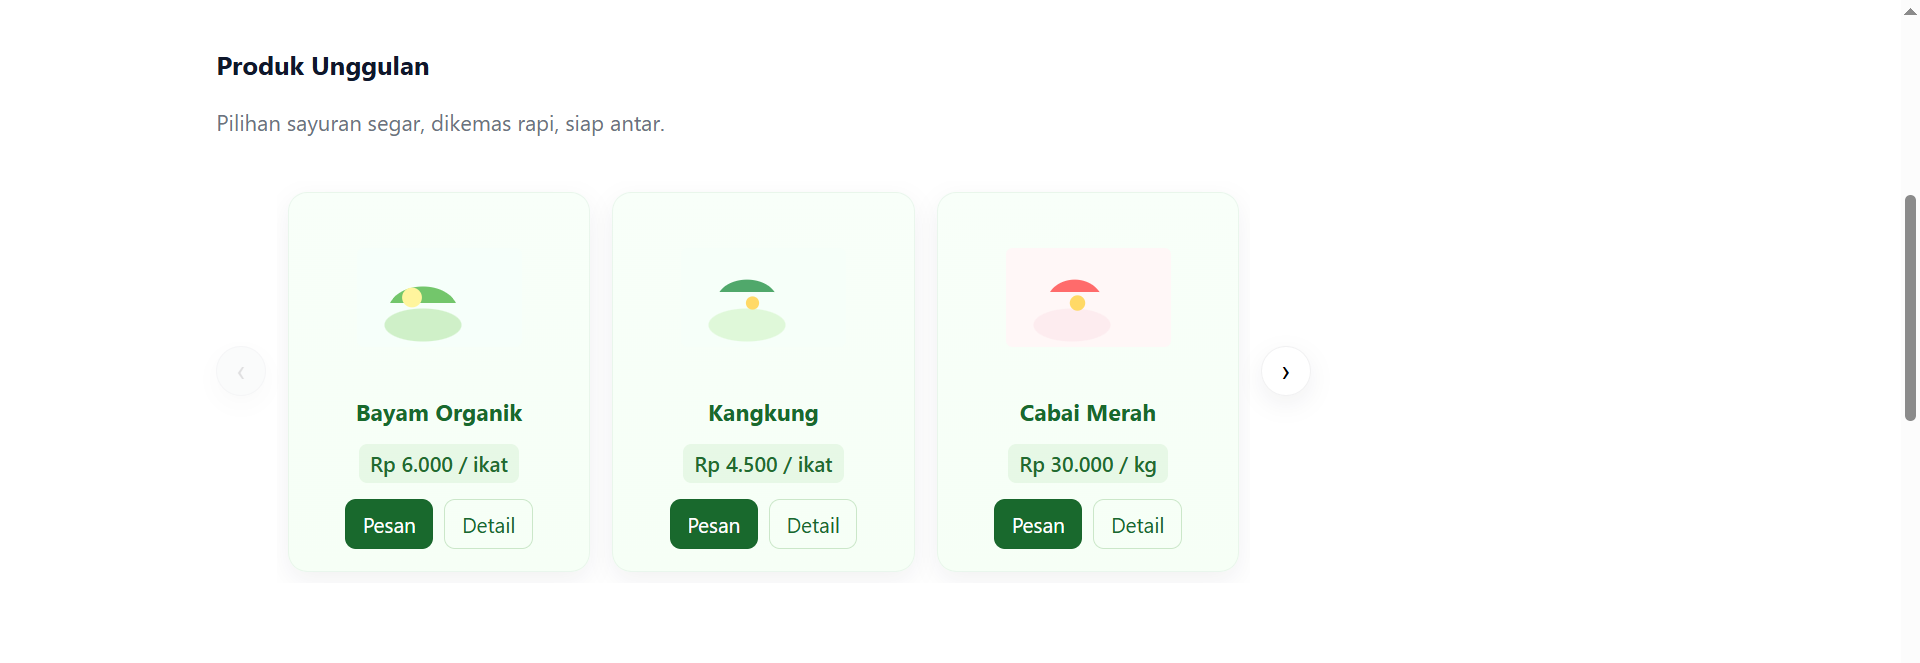 Produk Unggulan
Pilihan sayuran segar, dikemas rapi, siap antar.
‹
Bayam Organik
Rp 6.000 / ikat
Pesan
Detail
Kangkung
Rp 4.500 / ikat
Pesan
Detail
Cabai Merah
Rp 30.000 / kg
Pesan
Detail
›